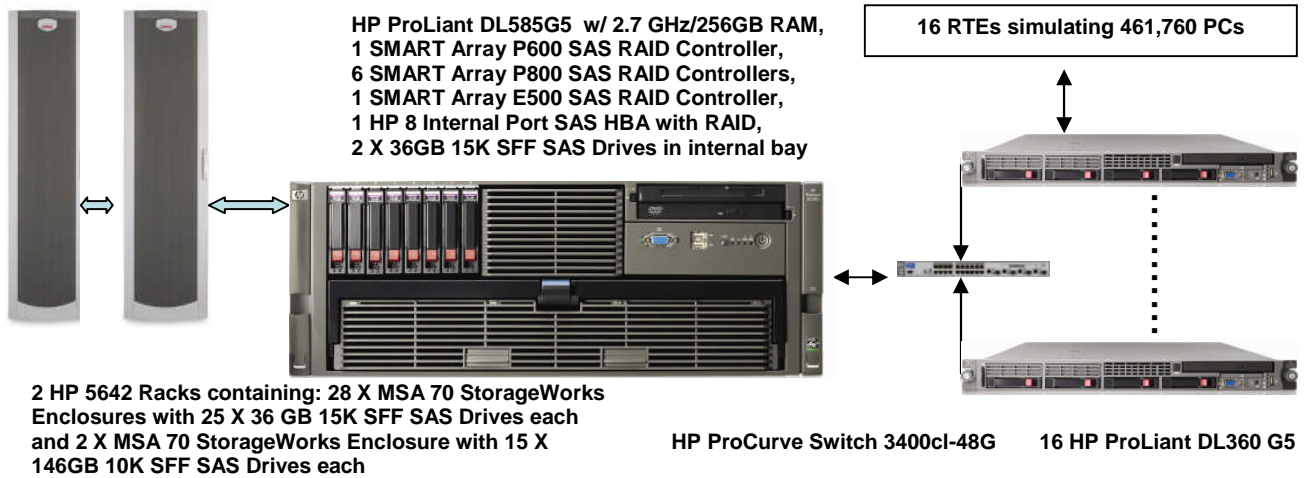 HP ProLiant DL585G5 w/ 2.7 GHz/256GB RAM,
1 SMART Array P600 SAS RAID Controller,
6 SMART Array P800 SAS RAID Controllers,
1 SMART Array E500 SAS RAID Controller,
1 HP 8 Internal Port SAS HBA with RAID,
2 X 36GB 15K SFF SAS Drives in internal bay
16 RTEs simulating 461,760 PCs
2 HP 5642 Racks containing: 28 X MSA 70 StorageWorks
Enclosures with 25 X 36 GB 15K SFF SAS Drives each
and 2 X MSA 70 StorageWorks Enclosure with 15 X
146GB 10K SFF SAS Drives each
HP ProCurve Switch 3400cl-48G
16 HP ProLiant DL360 G5